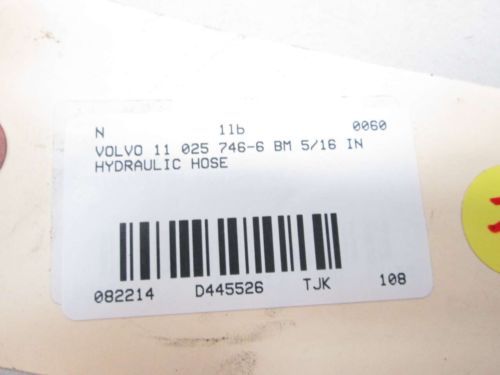 N 1lb 0060
VOLVO 11 025 746-6 BM 5/16 IN
HYDRAULIC HOSE
082214 D445526 TJK 108